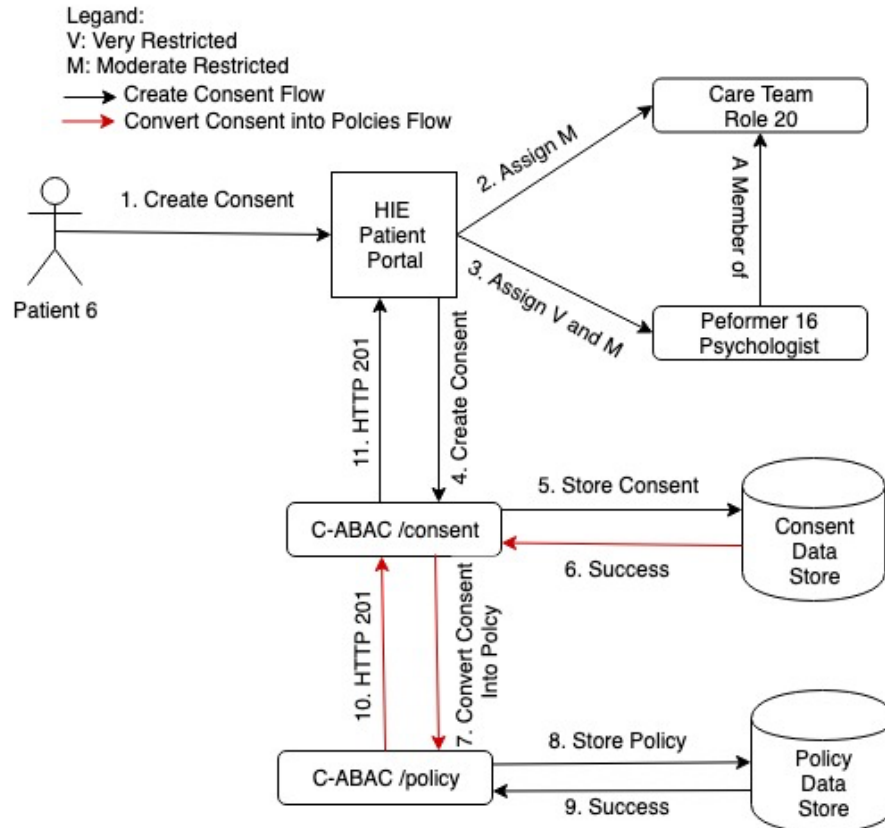 Legand:
V: Very Restricted
M: Moderate Restricted
Create Consent Flow
Convert Consent into Polcies Flow
Care Team
Role 20
1. Create Consent
2. Assign M
HIE
Patient
Portal
A Member of
Patient 6
3. Assign V and M
Peformer 16
Psychologist
11. HTTP 201
4. Create Consent
C-ABAC /consent
5. Store Consent
6. Success
Consent
Data
Store
10. HTTP 201
7. Convert Consent
Into Polcy
C-ABAC /policy
8. Store Policy
9. Success
Policy
Data
Store